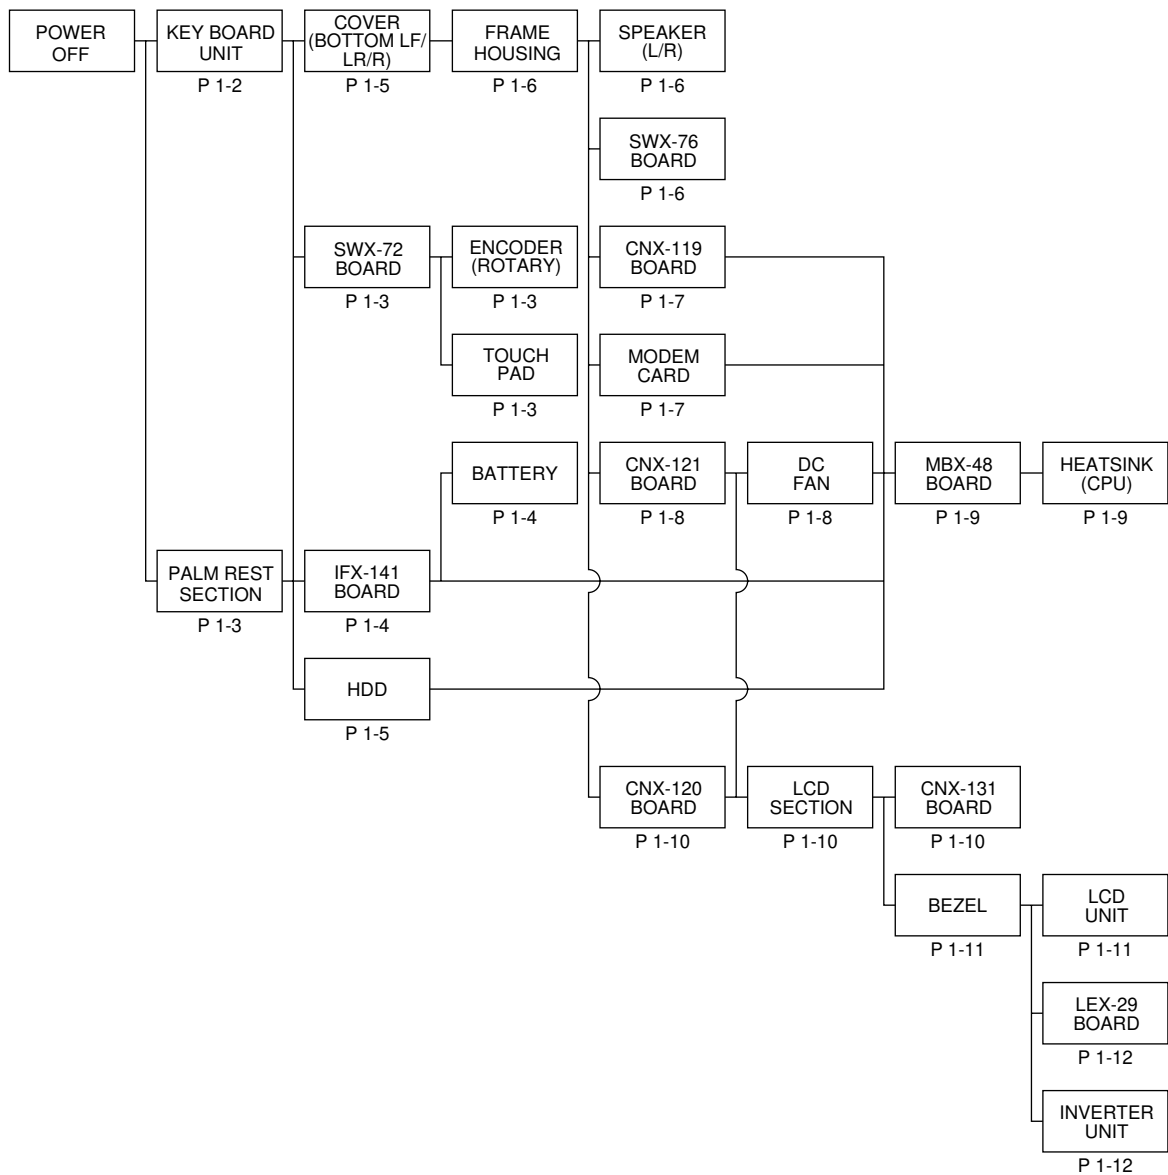 POWER
OFF
KEY BOARD
UNIT
P 1-2
COVER
(BOTTOM LF/
LR/R)
P 1-5
FRAME
HOUSING
P 1-6
SPEAKER
(L/R)
P 1-6
SWX-76
BOARD
P 1-6
SWX-72
BOARD
P 1-3
ENCODER
(ROTARY)
P 1-3
CNX-119
BOARD
P 1-7
TOUCH
PAD
P 1-3
MODEM
CARD
P 1-7
BATTERY
P 1-4
CNX-121
BOARD
P 1-8
DC
FAN
P 1-8
MBX-48
BOARD
P 1-9
HEATSINK
(CPU)
P 1-9
PALM REST
SECTION
P 1-3
IFX-141
BOARD
P 1-4
HDD
P 1-5
CNX-120
BOARD
P 1-10
LCD
SECTION
P 1-10
CNX-131
BOARD
P 1-10
BEZEL
P 1-11
LCD
UNIT
P 1-11
LEX-29
BOARD
P 1-12
INVERTER
UNIT
P 1-12